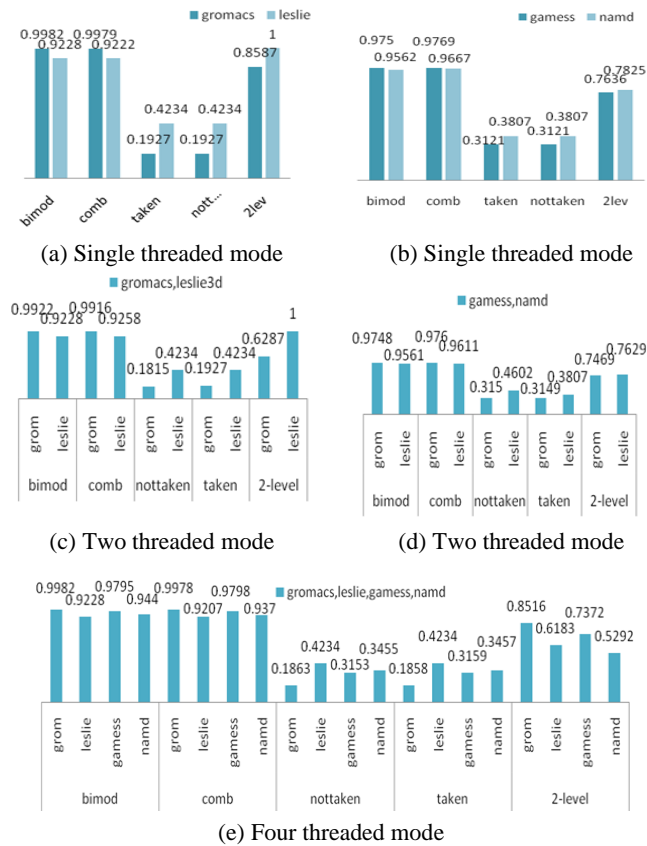 gromacs leslie
0.9982 0.9979 1
0.9228 0.9222 0.8587
0.4234 0.4234
0.1927 0.1927
bimod comb taken nott... 2lev
(a) Single threaded mode
gamess namd
0.975 0.9769
0.9562 0.9667 0.7825
0.7636
0.3807 0.3807
0.3121 0.3121
bimod comb taken nottaken 2lev
(b) Single threaded mode
gromacs,leslie3d
0.9922 0.9916 1
0.9228 0.9258
0.4234 0.4234 0.6287
0.1815 0.1927
grom leslie grom leslie grom leslie grom leslie grom leslie
bimod comb nottaken taken 2-level
(c) Two threaded mode
gamess,namd
0.9748 0.976
0.9561 0.9611 0.7629
0.4602 0.7469
0.315 0.3149 0.3807
grom leslie grom leslie grom leslie grom leslie grom leslie
bimod comb nottaken taken 2-level
(d) Two threaded mode
gromacs,leslie,gamess,namd
0.9982 0.9795 0.9978 0.9798
0.9228 0.944 0.9207 0.937 0.8516
0.7372
0.4234 0.4234 0.6183
0.3153 0.3455 0.3159 0.3457 0.5292
0.1863 0.1858
grom leslie gamess namd grom leslie gamess namd grom leslie gamess namd grom leslie gamess namd grom leslie gamess namd
bimod comb nottaken taken 2-level
(e) Four threaded mode